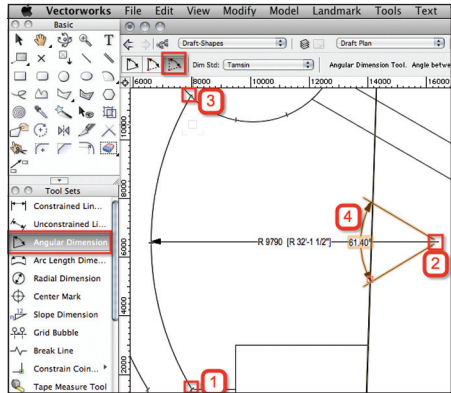 Vectorworks File Edit View Modify Model Landmark Tools Text
Basic
Draft-Shapes
Draft Plan
Dim Std: Tamsin
Angular Dimension Tool. Angle betwe
6000 8000 10000 12000 14000 16000
10000
8000
6000
4000
2000
Tool Sets
Constrained Lin...
Unconstrained Li...
Angular Dimension
Arc Length Dime...
Radial Dimension
Center Mark
Slope Dimension
Grid Bubble
Break Line
Constrain Coin...
Tape Measure Tool
3
4
R 9790 [R 32'-1 1/2"]
61.40°
2
1